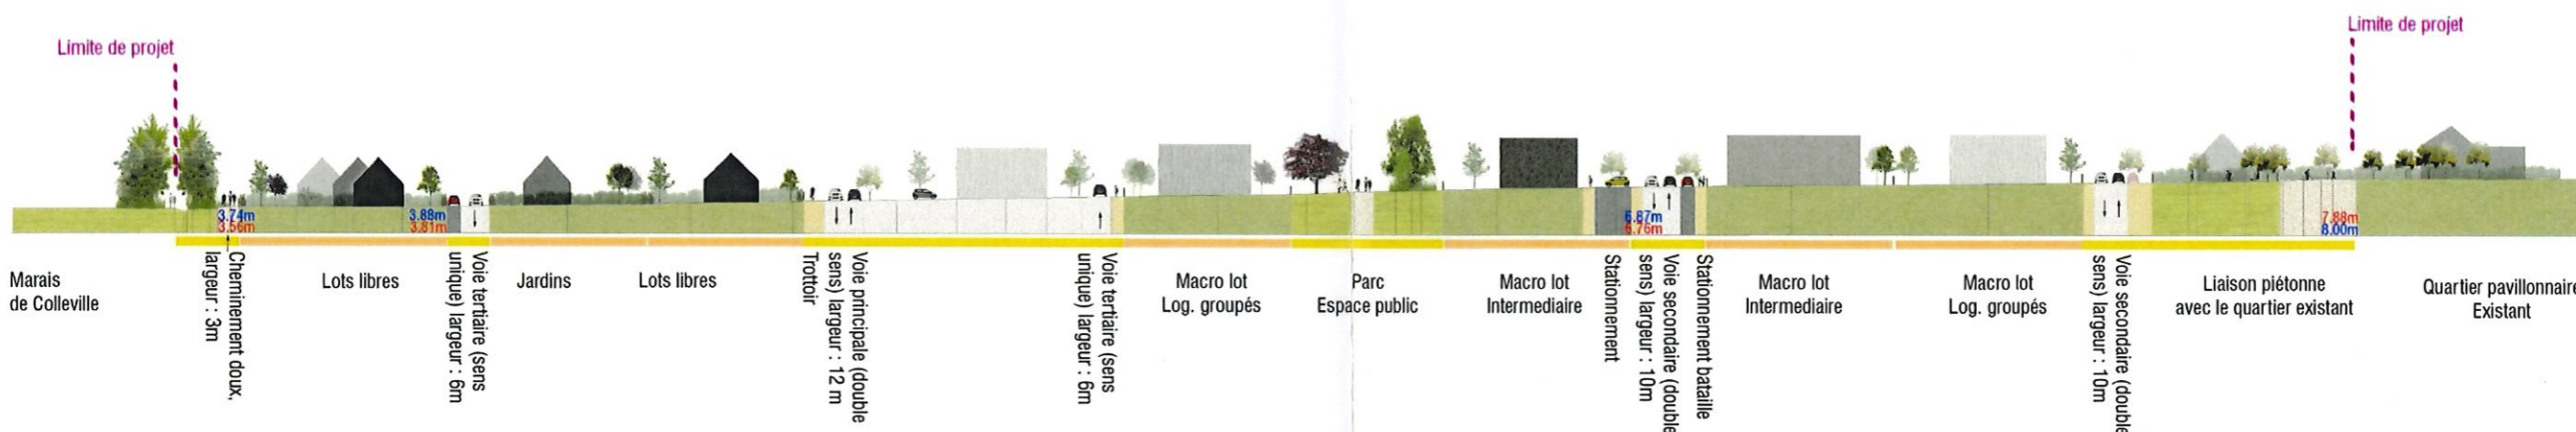 Limite de projet
Limite de projet
3.74m
3.56m
3.88m
3.81m
6.87m
6.76m
7.88m
8.00m
Marais
de Colleville
Cheminement doux,
largeur : 3m
Lots libres
Voie tertiaire (sens
unique) largeur : 6m
Jardins
Lots libres
Trottoir
Voie principale (double
sens) largeur : 12 m
Voie tertiaire (sens
unique) largeur : 6m
Macro lot
Log. groupés
Parc
Espace public
Macro lot
Intermediaire
Stationnement
Voie secondaire (double
sens) largeur : 10m
Stationnement bataille
Macro lot
Intermediaire
Macro lot
Log. groupés
Voie secondaire (double
sens) largeur : 10m
Liaison piétonne
avec le quartier existant
Quartier pavillonnaire
Existant